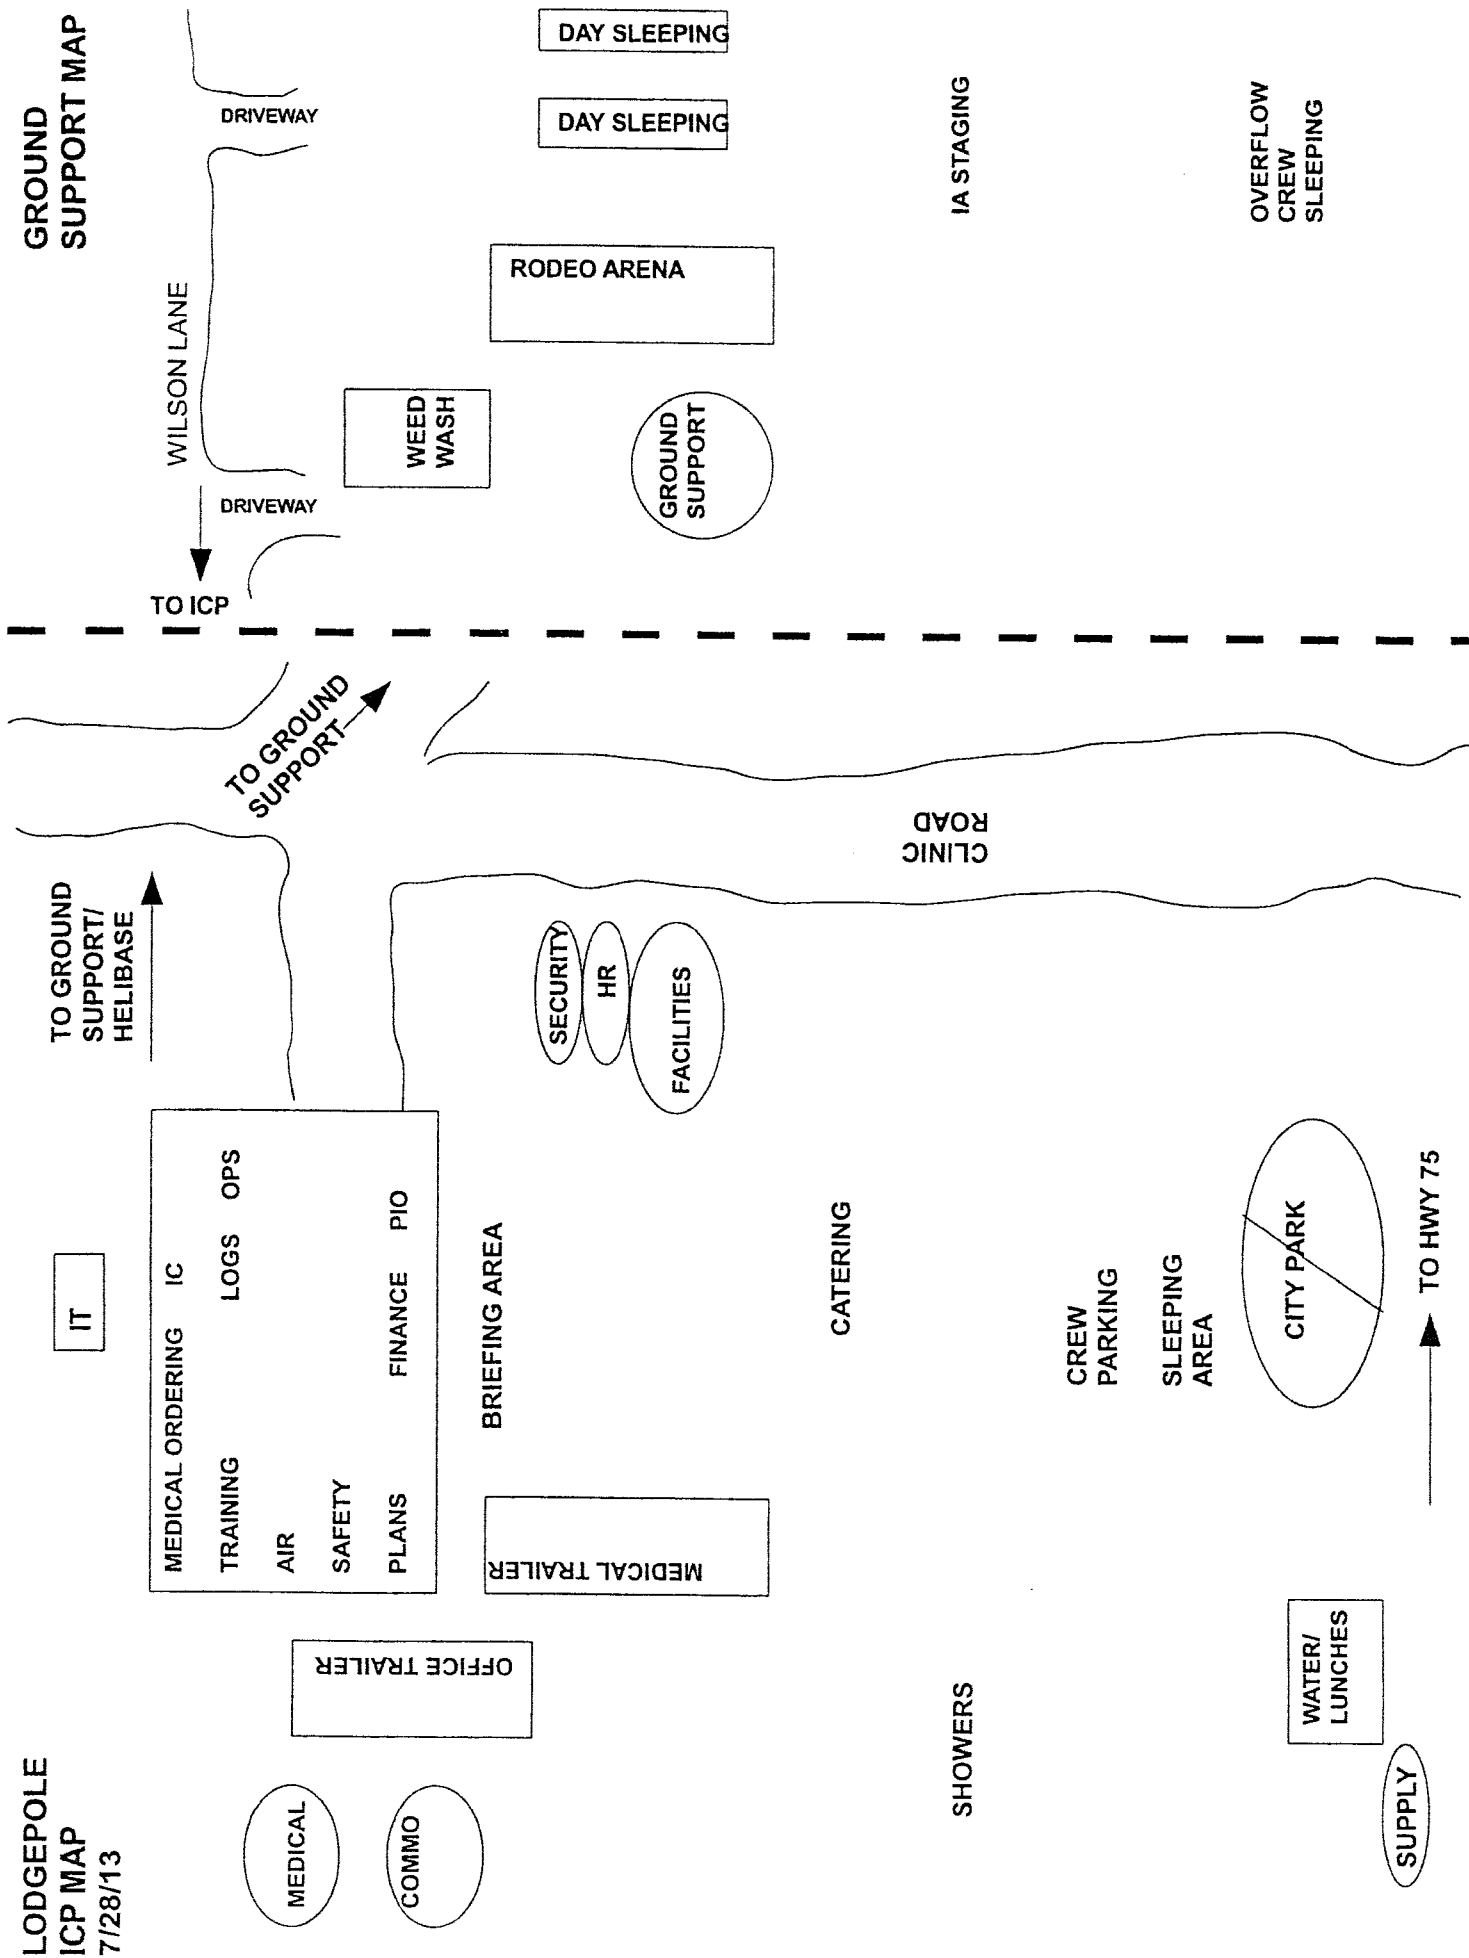 LODGEPOLE
ICP MAP
7/28/13
MEDICAL
COMMO
OFFICE TRAILER
MEDICAL TRAILER
IT
MEDICAL ORDERING IC
TRAINING LOGS OPS
AIR
SAFETY
PLANS FINANCE PIO
BRIEFING AREA
TO GROUND
SUPPORT/
HELIBASE
TO GROUND
SUPPORT
SECURITY
HR
FACILITIES
CLINIC
ROAD
CATERING
SHOWERS
CREW
PARKING
SLEEPING
AREA
CITY PARK
WATER/
LUNCHES
SUPPLY
TO HWY 75
GROUND
SUPPORT MAP
TO ICP
WILSON LANE
DRIVEWAY
DRIVEWAY
WEED
WASH
GROUND
SUPPORT
RODEO ARENA
DAY SLEEPING
DAY SLEEPING
IA STAGING
OVERFLOW
CREW
SLEEPING